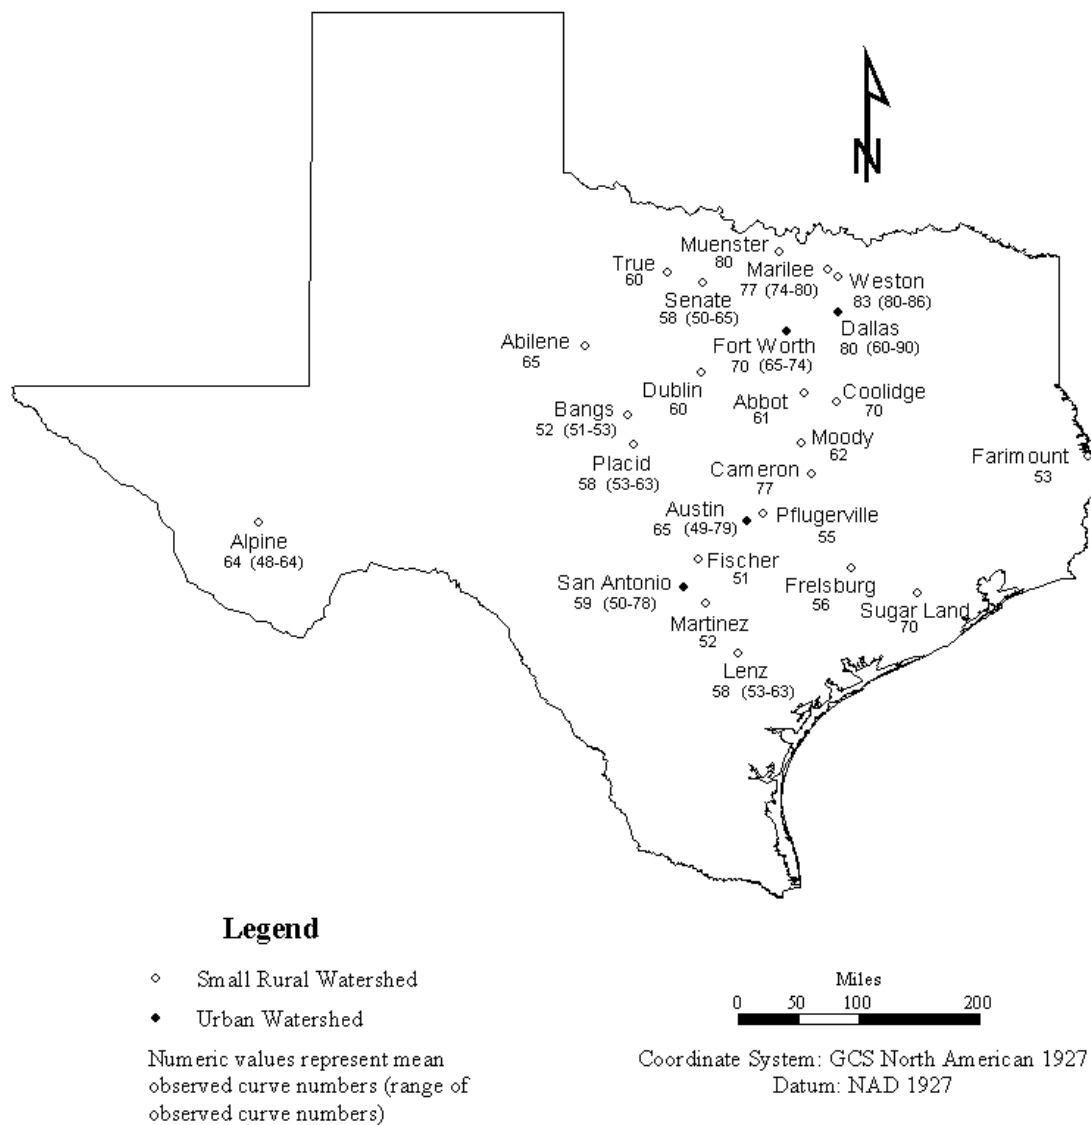 N
Muenster
80
True
60
Marilee
77 (74-80)
Weston
83 (80-86)
Senate
58 (50-65)
Dallas
80 (60-90)
Abilene
65
Fort Worth
70 (65-74)
Dublin
60
Abbot
61
Coolidge
70
Bangs
52 (51-53)
Moody
62
Placid
58 (53-63)
Farimount
53
Cameron
77
Austin
65 (49-79)
Pflugerville
55
Alpine
64 (48-64)
Fischer
51
San Antonio
59 (50-78)
Frelsburg
56
Sugar Land
70
Martinez
52
Lenz
58 (53-63)
Legend
Small Rural Watershed
Urban Watershed
Numeric values represent mean
observed curve numbers (range of
observed curve numbers)
Miles
0 50 100 200
Coordinate System: GCS North American 1927
Datum: NAD 1927